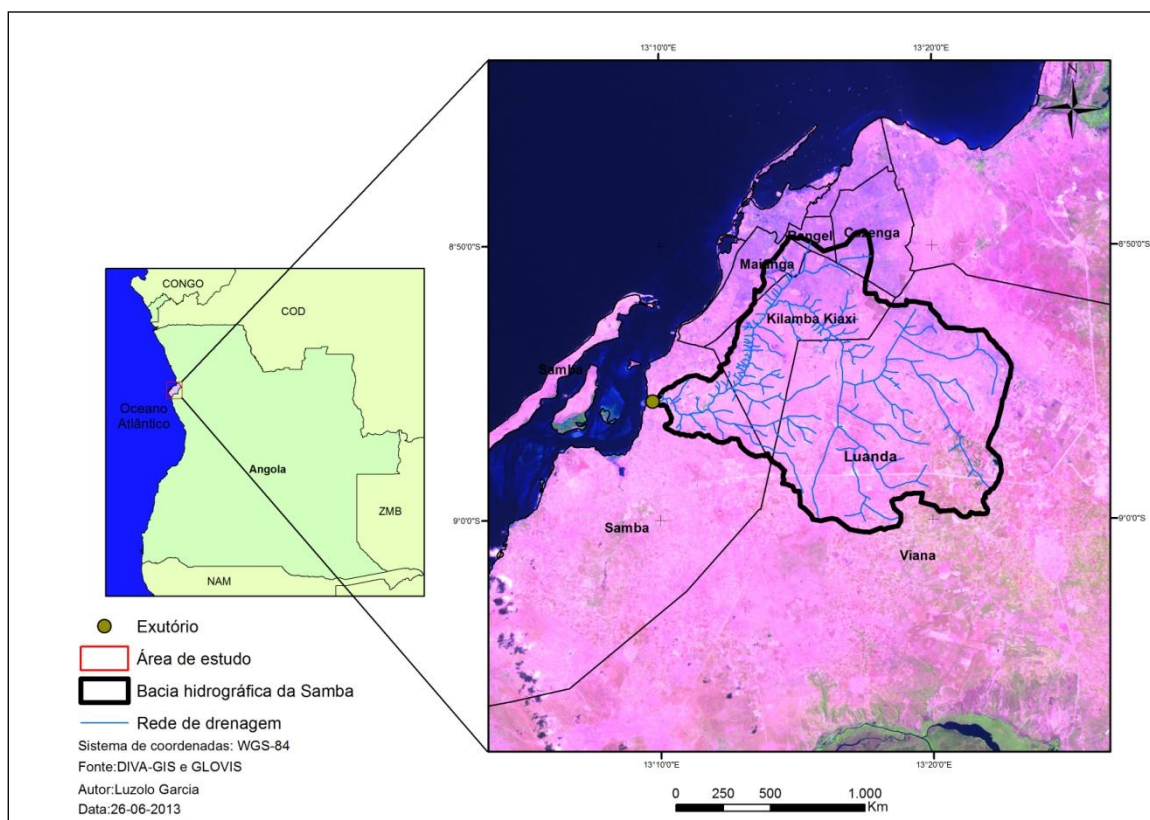 CONGO
COD
Oceano
Atlântico
Angola
ZMB
NAM
Exutório
Área de estudo
Bacia hidrográfica da Samba
Rede de drenagem
Sistema de coordenadas: WGS-84
Fonte:DIVA-GIS e GLOVIS
Autor:Luzolo Garcia
Data:26-06-2013
13°10'0"E
13°20'0"E
N
8°50'0"S
8°50'0"S
Rangel
Cazenga
Maianga
Kilamba Kiaxi
Samba
Luanda
9°0'0"S
9°0'0"S
Samba
Viana
13°10'0"E
13°20'0"E
0 250 500 1.000
Km